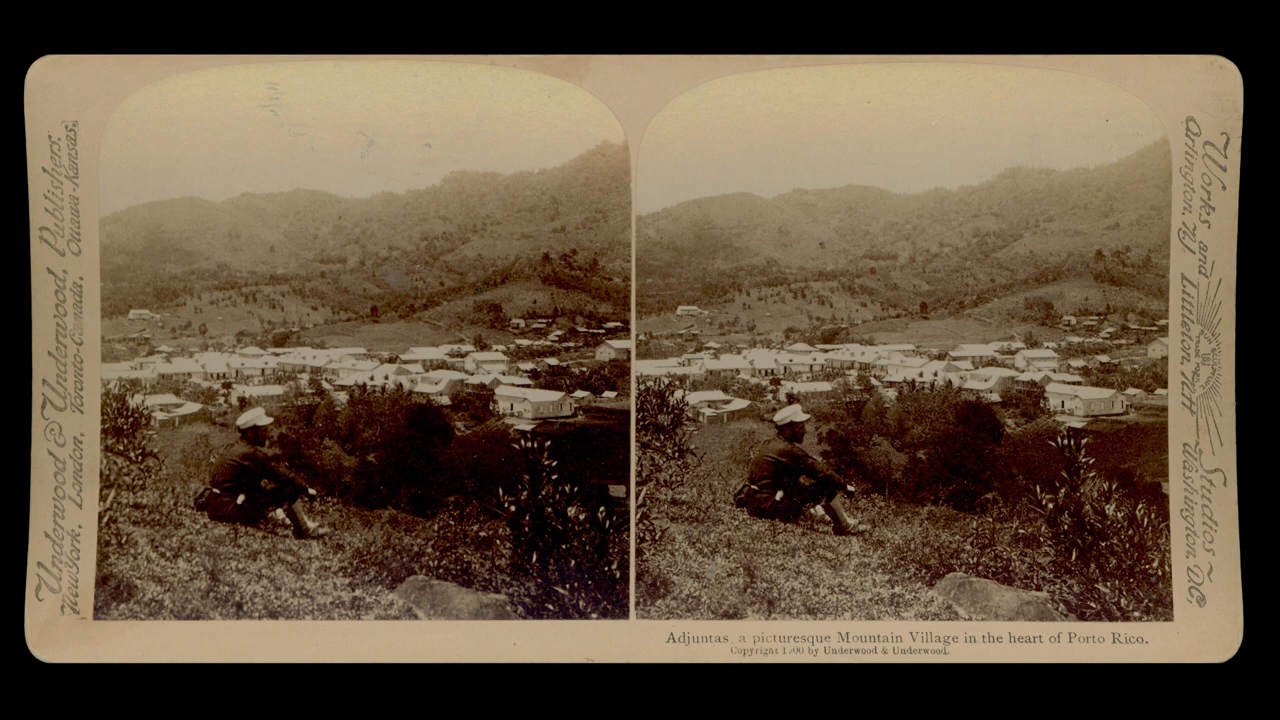 Underwood & Underwood, Publishers.
New York, London, Toronto-Canada, Ottawa-Kansas.
Works and Studios
Arlington, N.J. Littleton, N.H. Washington, D.C.
Adjuntas, a picturesque Mountain Village in the heart of Porto Rico.
Copyright 1900 by Underwood & Underwood.